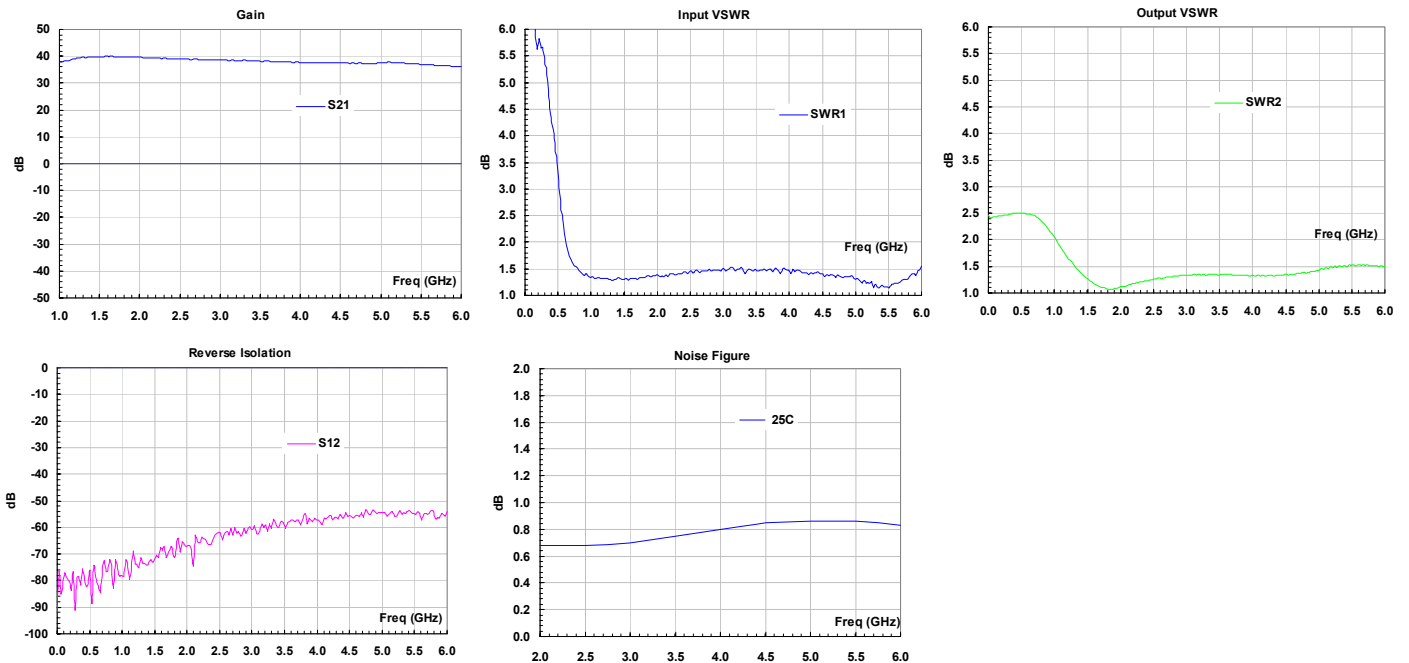 Gain
50
40
30
20
10
0
-10
-20
-30
-40
-50
dB
S21
Freq (GHz)
1.0 1.5 2.0 2.5 3.0 3.5 4.0 4.5 5.0 5.5 6.0
Input VSWR
6.0
5.5
5.0
4.5
4.0
3.5
3.0
2.5
2.0
1.5
1.0
dB
SWR1
Freq (GHz)
0.0 0.5 1.0 1.5 2.0 2.5 3.0 3.5 4.0 4.5 5.0 5.5 6.0
Output VSWR
6.0
5.5
5.0
4.5
4.0
3.5
3.0
2.5
2.0
1.5
1.0
dB
SWR2
Freq (GHz)
0.0 0.5 1.0 1.5 2.0 2.5 3.0 3.5 4.0 4.5 5.0 5.5 6.0
Reverse Isolation
0
-10
-20
-30
-40
-50
-60
-70
-80
-90
-100
dB
S12
Freq (GHz)
0.0 0.5 1.0 1.5 2.0 2.5 3.0 3.5 4.0 4.5 5.0 5.5 6.0
Noise Figure
2.0
1.8
1.6
1.4
1.2
1.0
0.8
0.6
0.4
0.2
0.0
dB
25C
Freq (GHz)
2.0 2.5 3.0 3.5 4.0 4.5 5.0 5.5 6.0